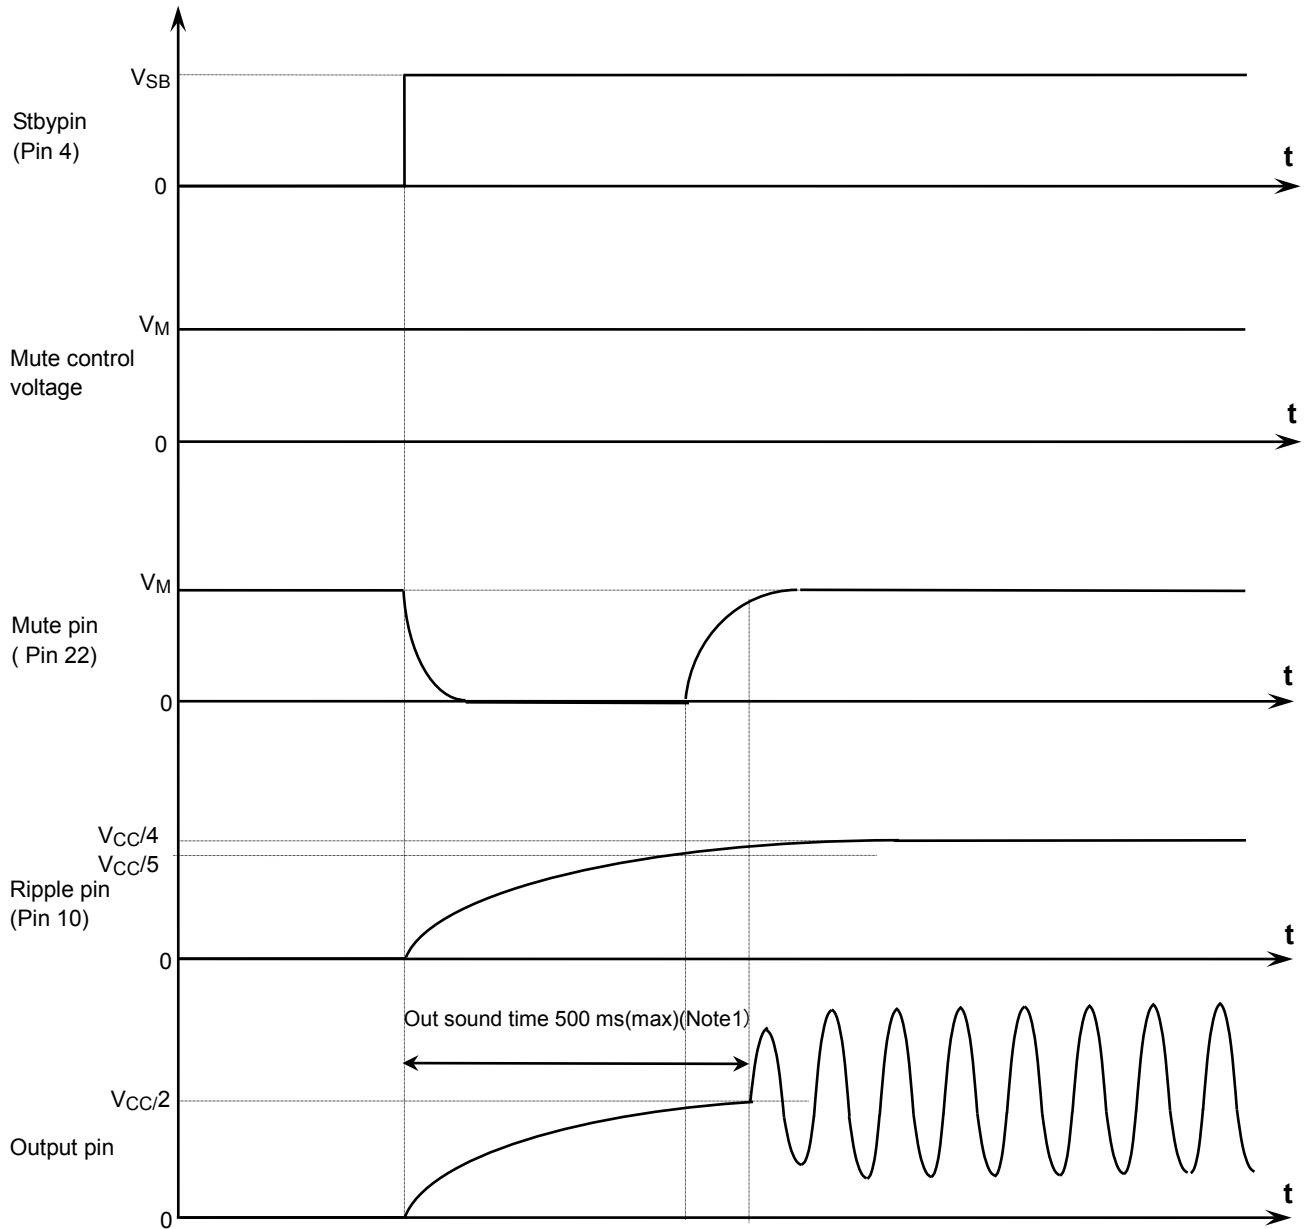 VSB
Stbypin
(Pin 4)
t
0
VM
Mute control
voltage
t
0
VM
Mute pin
( Pin 22)
t
0
VCC/4
VCC/5
Ripple pin
(Pin 10)
t
0
Out sound time 500 ms(max)(Note1)
VCC/2
Output pin
t
0